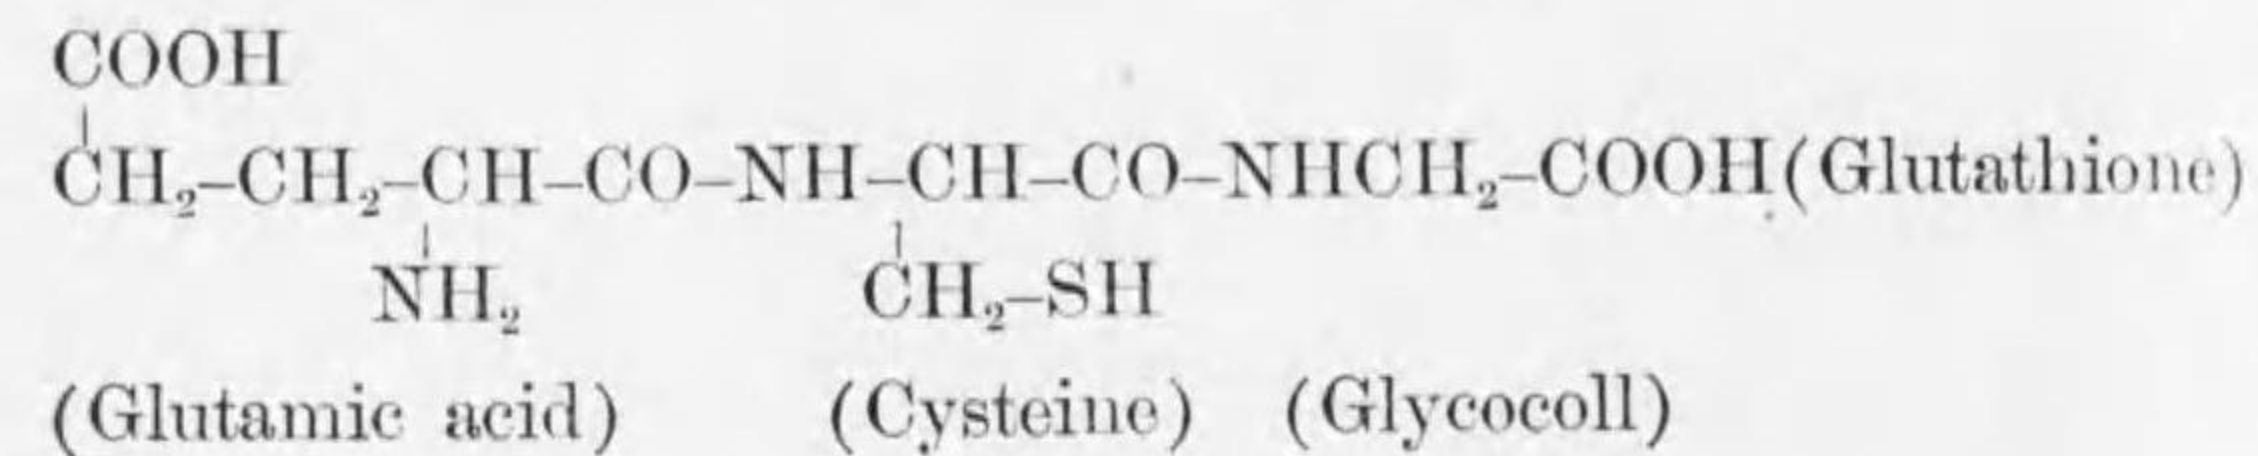 COOH
CH₂–CH₂–CH–CO–NH–CH–CO–NHCH₂–COOH(Glutathione)
NH₂ CH₂–SH
(Glutamic acid) (Cysteine) (Glycocoll)